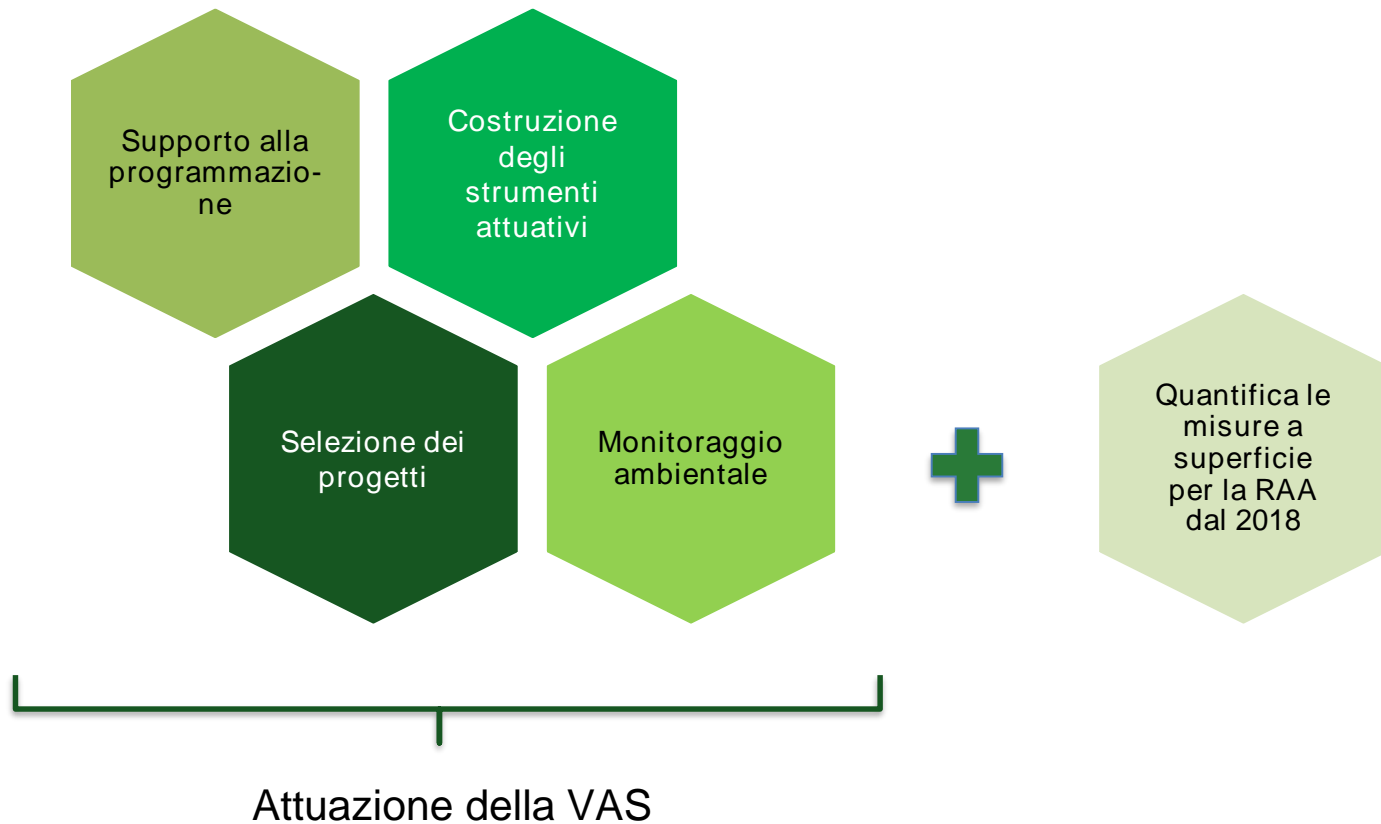 Supporto alla
programmazio-
ne
Costruzione
degli
strumenti
attuativi
Selezione dei
progetti
Monitoraggio
ambientale
Quantifica le
misure a
superficie
per la RAA
dal 2018
Attuazione della VAS